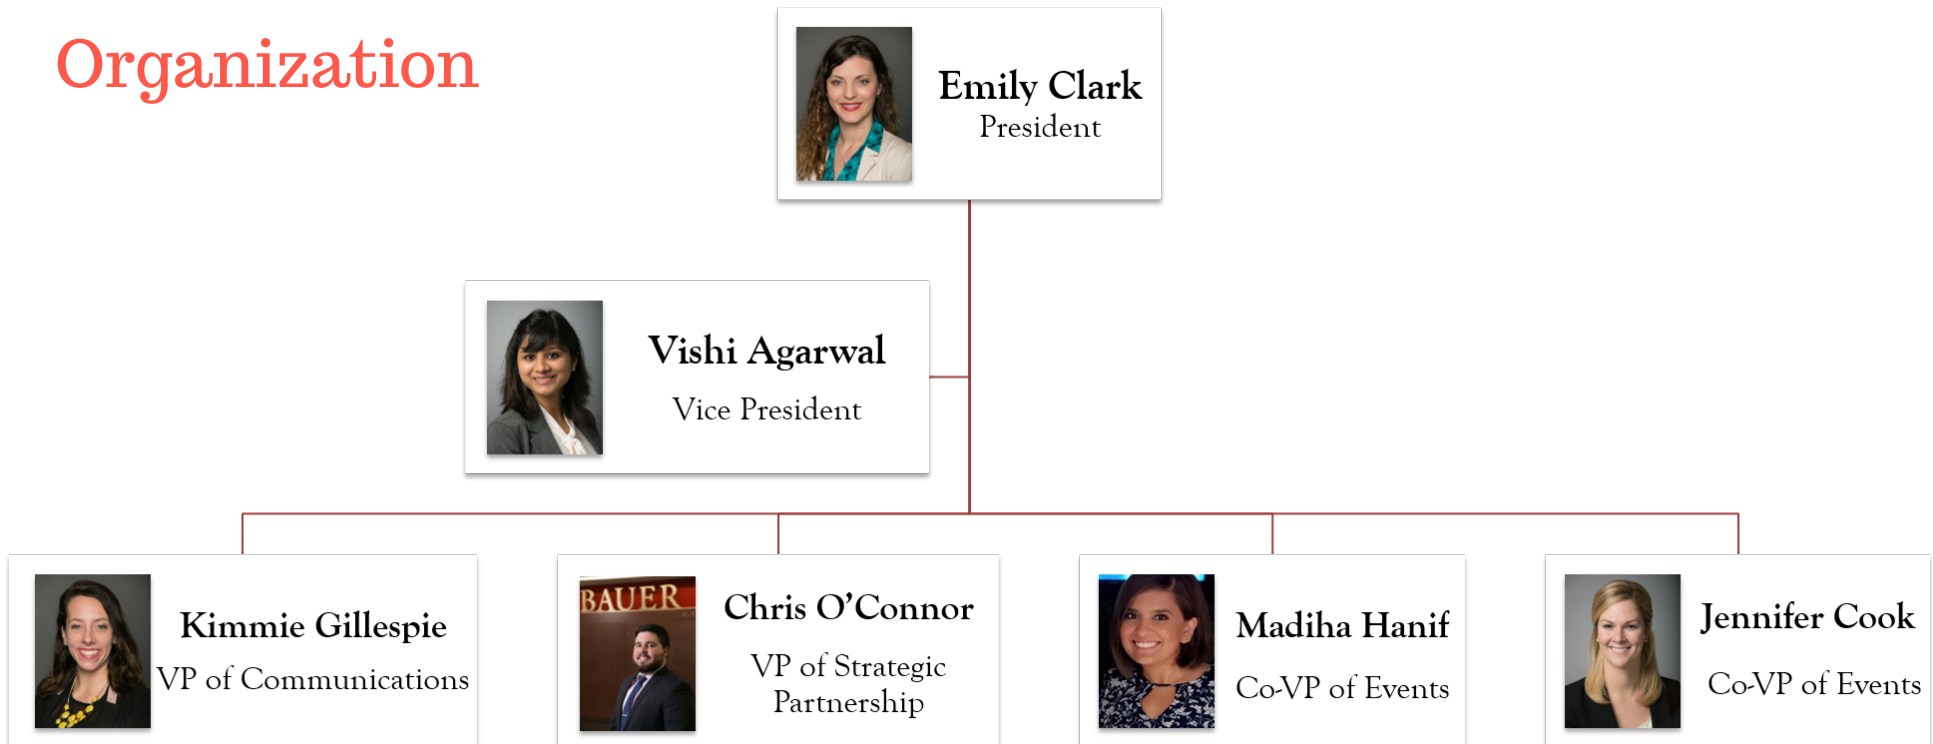 Organization
Emily Clark
President
Vishi Agarwal
Vice President
Kimmie Gillespie
VP of Communications
BAUER
Chris O'Connor
VP of Strategic
Partnership
Madiha Hanif
Co-VP of Events
Jennifer Cook
Co-VP of Events